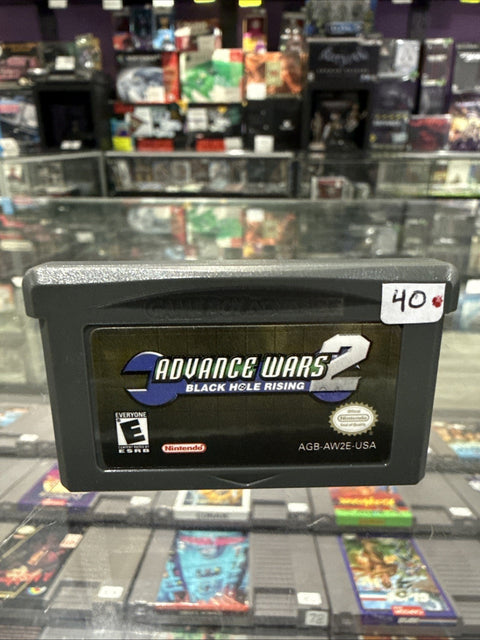 GAME BOY ADVANCE
40
ADVANCE WARS 2
BLACK HOLE RISING
EVERYONE
E
ESRB
Nintendo
Official
Nintendo
Seal of Quality
AGB-AW2E-USA